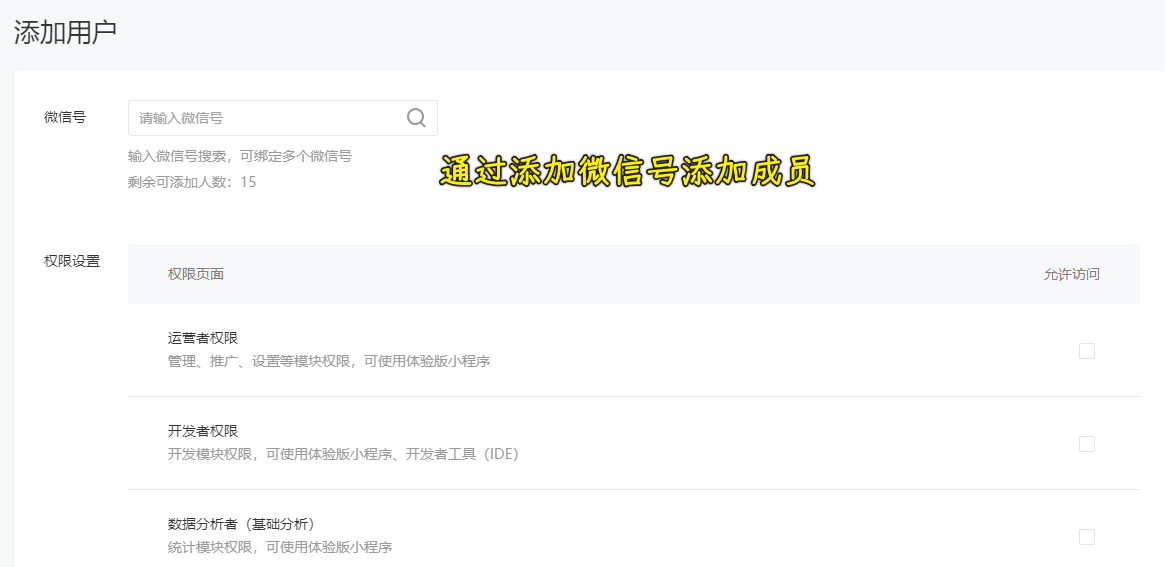 添加用户
微信号
请输入微信号
输入微信号搜索，可绑定多个微信号
剩余可添加人数：15
通过添加微信号添加成员
权限设置
权限页面
允许访问
运营者权限
管理、推广、设置等模块权限，可使用体验版小程序
开发者权限
开发模块权限，可使用体验版小程序、开发者工具（IDE）
数据分析者（基础分析）
统计模块权限，可使用体验版小程序